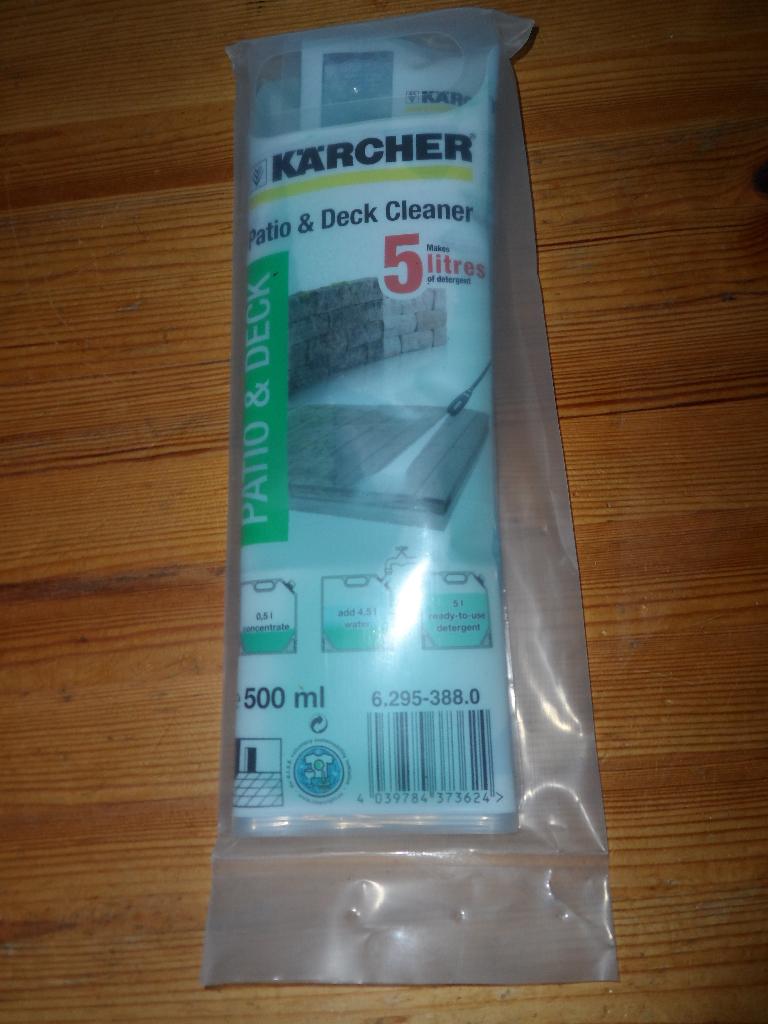 KÄRCHER
Patio & Deck Cleaner
5
Makes
litres
of detergent
PATIO & DECK
0,5 l
concentrate
add 4,5 l
water
5 l
ready-to-use
detergent
500 ml
6.295-388.0
4 039784 373624 >